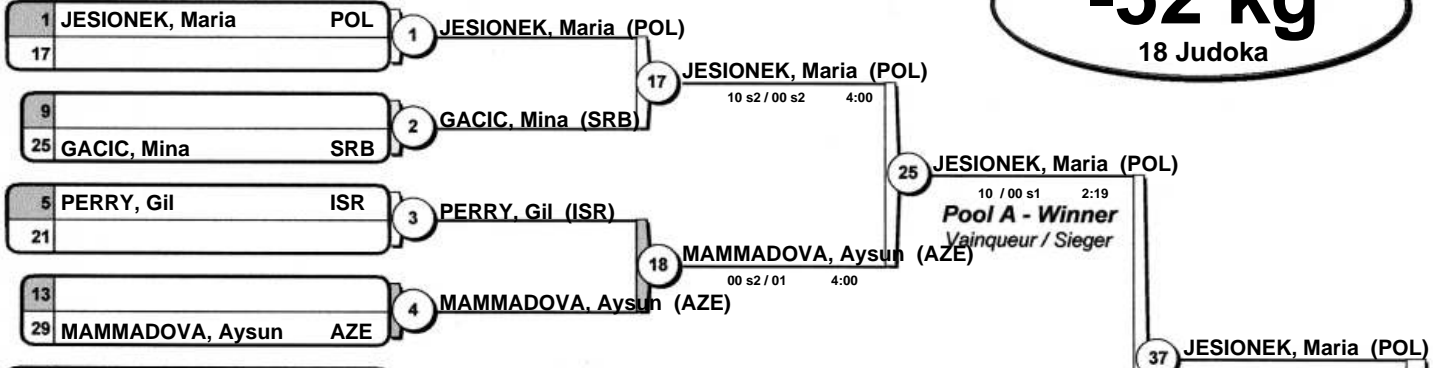 -52 kg
18 Judoka
1 JESIONEK, Maria POL
17
1 JESIONEK, Maria (POL)
9
25 GACIC, Mina SRB
2 GACIC, Mina (SRB)
17 JESIONEK, Maria (POL)
10 s2 / 00 s2 4:00
5 PERRY, Gil ISR
21
3 PERRY, Gil (ISR)
13
29 MAMMADOVA, Aysun AZE
4 MAMMADOVA, Aysun (AZE)
18 MAMMADOVA, Aysun (AZE)
00 s2 / 01 4:00
25 JESIONEK, Maria (POL)
10 / 00 s1 2:19
Pool A - Winner
Vainqueur / Sieger
37 JESIONEK, Maria (POL)